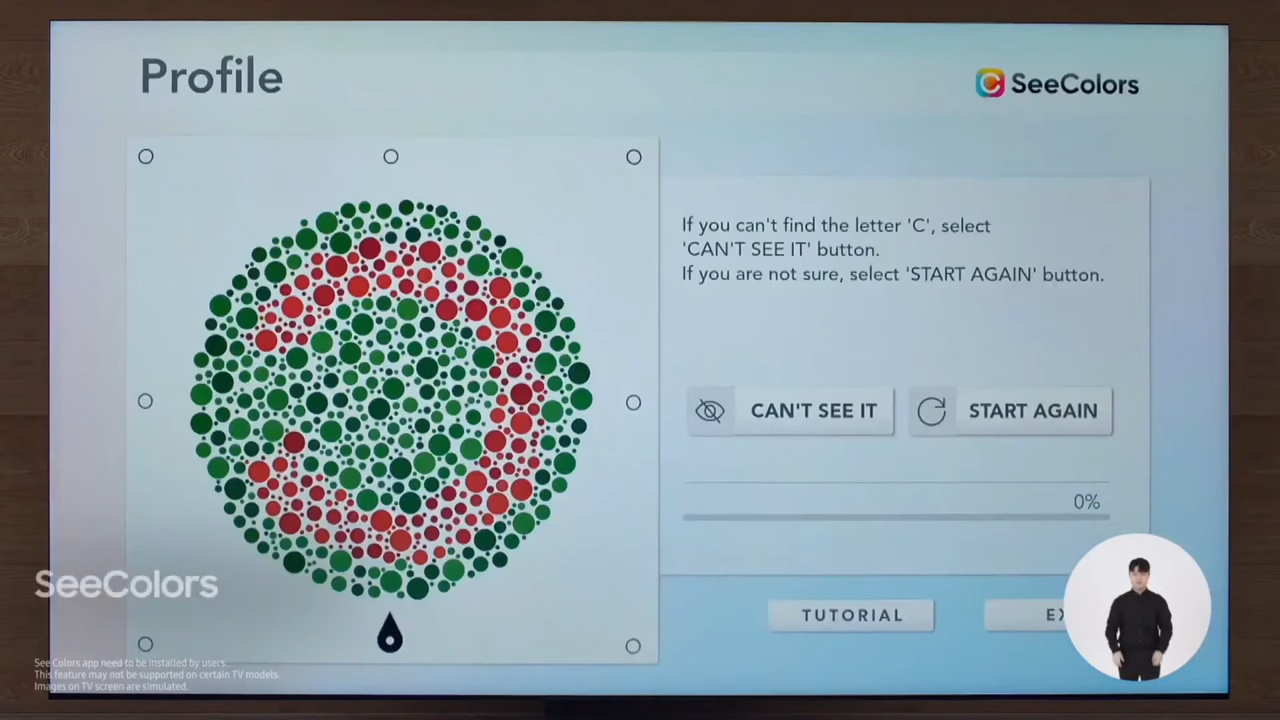 Profile
SeeColors
If you can't find the letter 'C', select
'CAN'T SEE IT' button.
If you are not sure, select 'START AGAIN' button.
CAN'T SEE IT
START AGAIN
0%
TUTORIAL
SeeColors
See Colors app need to be installed by users.
This feature may not be supported on certain TV models.
Images on TV screen are simulated.